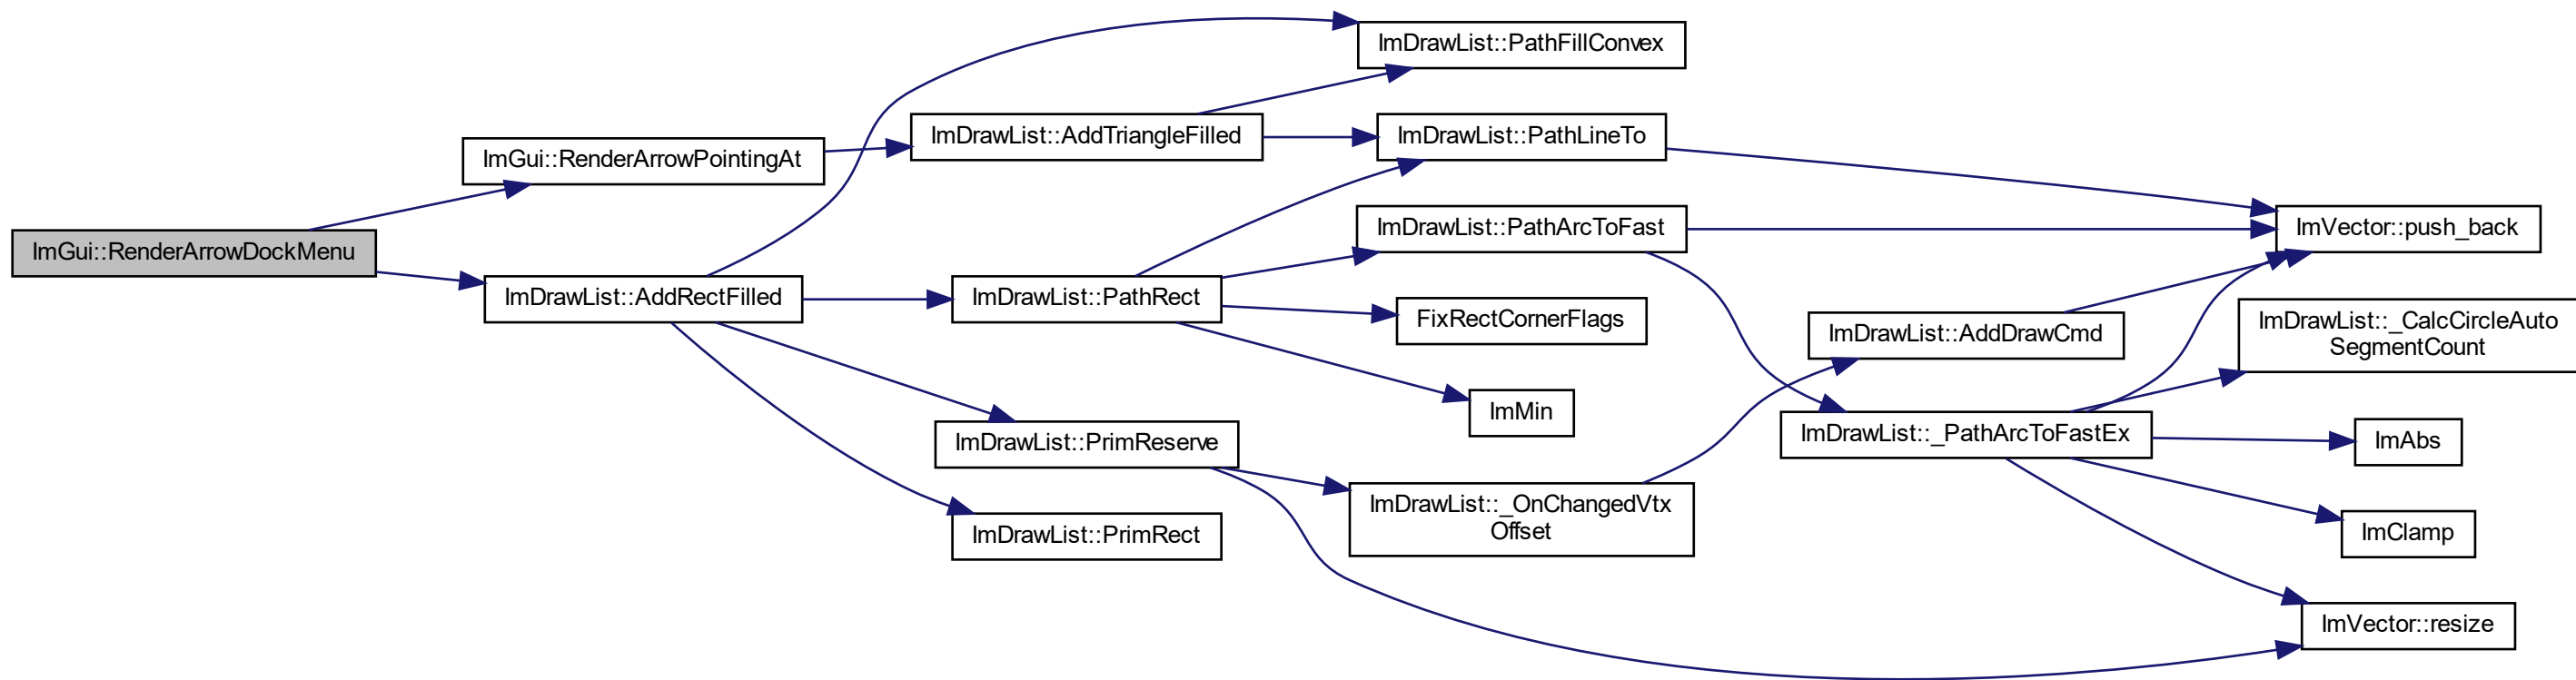 ImGui::RenderArrowDockMenu
ImGui::RenderArrowPointingAt
ImDrawList::AddRectFilled
ImDrawList::AddTriangleFilled
ImDrawList::PathRect
ImDrawList::PrimReserve
ImDrawList::PrimRect
ImDrawList::PathFillConvex
ImDrawList::PathLineTo
ImDrawList::PathArcToFast
FixRectCornerFlags
ImMin
ImDrawList::_OnChangedVtx
Offset
ImDrawList::AddDrawCmd
ImDrawList::_PathArcToFastEx
ImVector::push_back
ImDrawList::_CalcCircleAuto
SegmentCount
ImAbs
ImClamp
ImVector::resize